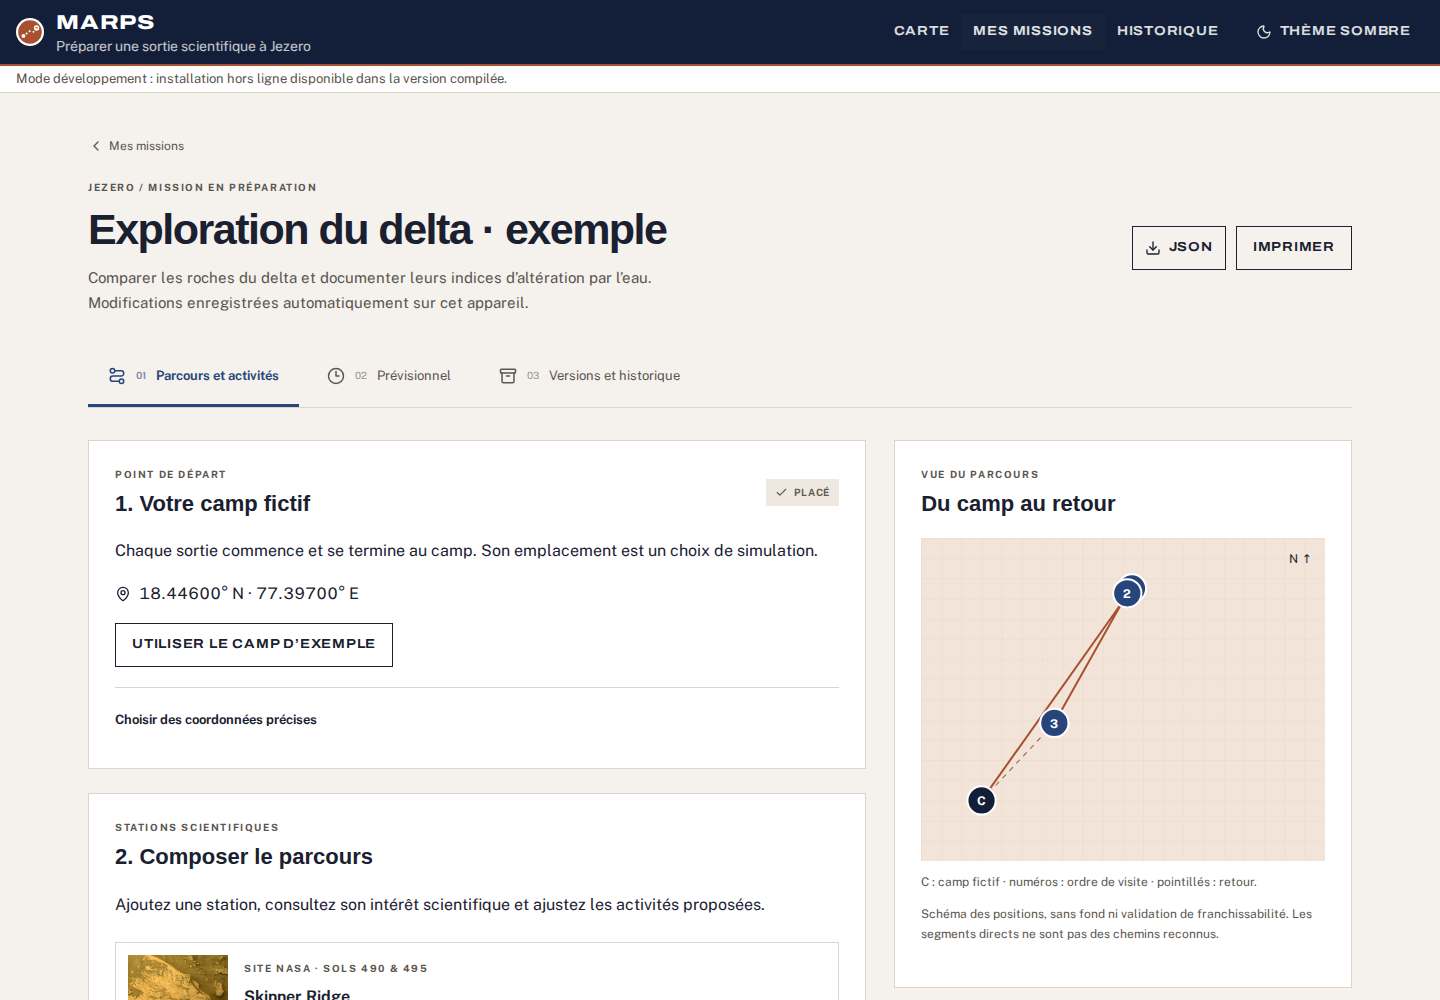 MARPS
Préparer une sortie scientifique à Jezero
CARTE
MES MISSIONS
HISTORIQUE
THÈME SOMBRE
Mode développement : installation hors ligne disponible dans la version compilée.
Mes missions
JEZERO / MISSION EN PRÉPARATION
Exploration du delta · exemple
Comparer les roches du delta et documenter leurs indices d’altération par l’eau.
Modifications enregistrées automatiquement sur cet appareil.
JSON
IMPRIMER
01 Parcours et activités
02 Prévisionnel
03 Versions et historique
POINT DE DÉPART
1. Votre camp fictif
PLACÉ
Chaque sortie commence et se termine au camp. Son emplacement est un choix de simulation.
18.44600° N · 77.39700° E
UTILISER LE CAMP D’EXEMPLE
Choisir des coordonnées précises
STATIONS SCIENTIFIQUES
2. Composer le parcours
Ajoutez une station, consultez son intérêt scientifique et ajustez les activités proposées.
SITE NASA · SOLS 490 & 495
Skinner Ridge
VUE DU PARCOURS
Du camp au retour
N ↑
2
3
C
C : camp fictif · numéros : ordre de visite · pointillés : retour.
Schéma des positions, sans fond ni validation de franchissabilité. Les
segments directs ne sont pas des chemins reconnus.